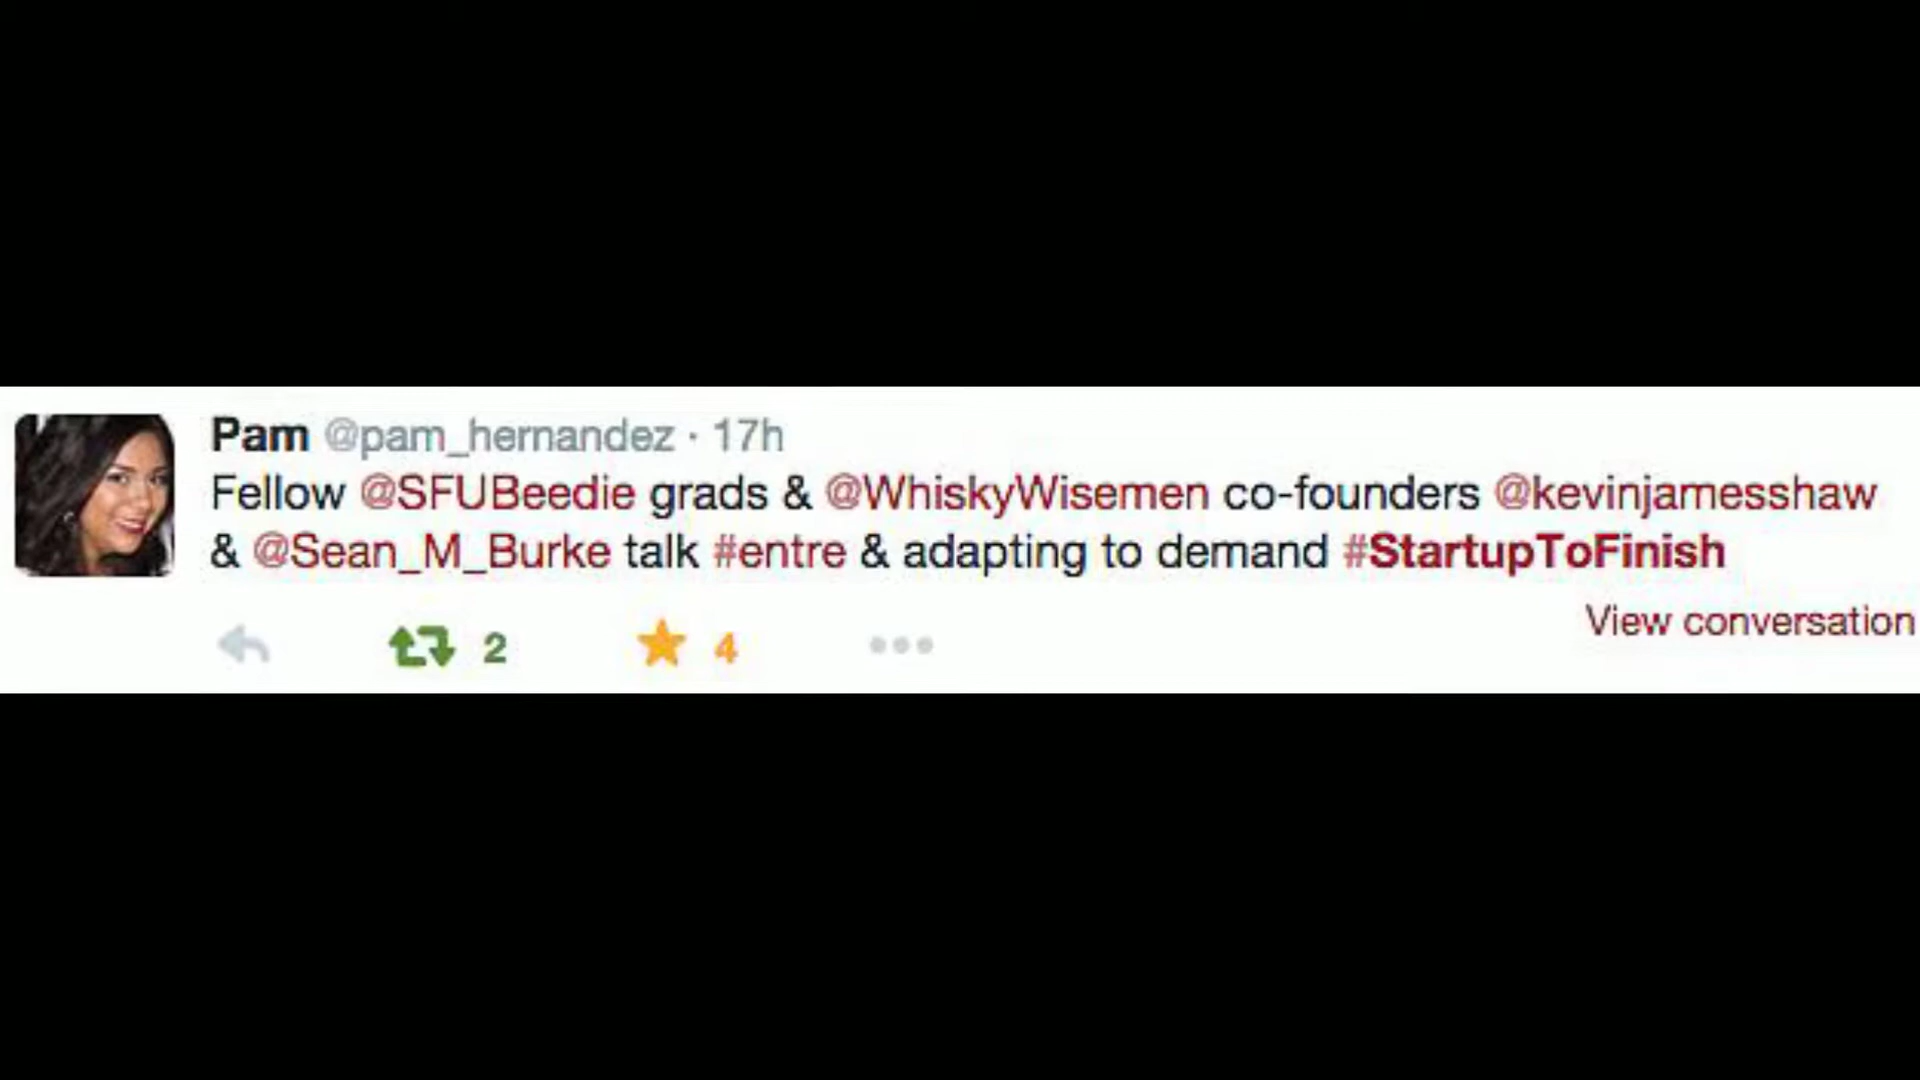 Pam @pam_hernandez · 17h
Fellow @SFUBeedie grads & @WhiskyWisemen co-founders @kevinjamesshaw
& @Sean_M_Burke talk #entre & adapting to demand #StartupToFinish
View conversation
2 4